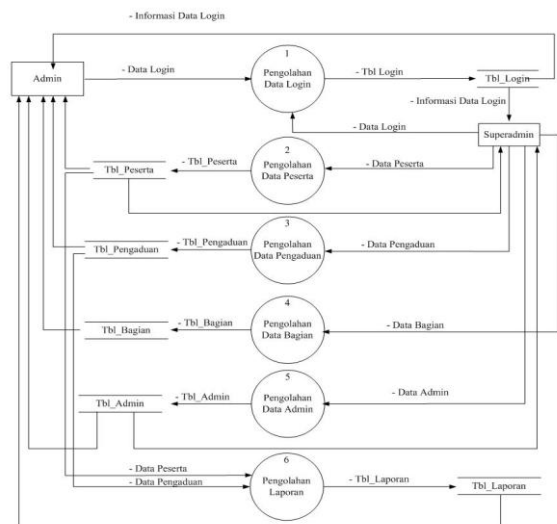 - Informasi Data Login
1
Admin
- Data Login
Pengolahan
Data Login
- Tbl Login
Tbl_Login
- Informasi Data Login
- Data Login
Superadmin
2
- Tbl_Peserta
Tbl_Peserta
Pengolahan
Data Peserta
- Data Peserta
3
- Tbl_Pengaduan
Tbl_Pengaduan
Pengolahan
Data Pengaduan
- Data Pengaduan
4
- Tbl_Bagian
Tbl_Bagian
Pengolahan
Data Bagian
- Data Bagian
5
- Tbl_Admin
Tbl_Admin
Pengolahan
Data Admin
- Data Admin
6
- Data Peserta
- Data Pengaduan
Pengolahan
Laporan
- Tbl_Laporan
Tbl_Laporan